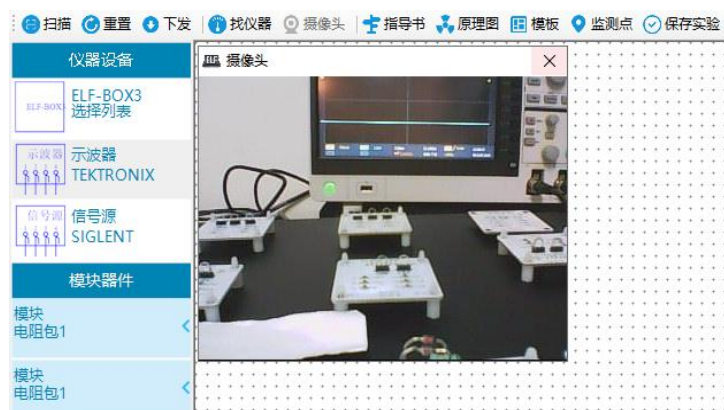 扫描 重置 下发 找仪器 摄像头 指导书 原理图 模板 监测点 保存实验
仪器设备
ELF-BOX3
ELF-BOX3
选择列表
示波器
示波器
TEKTRONIX
信号源
信号源
SIGLENT
模块器件
模块
电阻包1
模块
电阻包1
ELF 摄像头